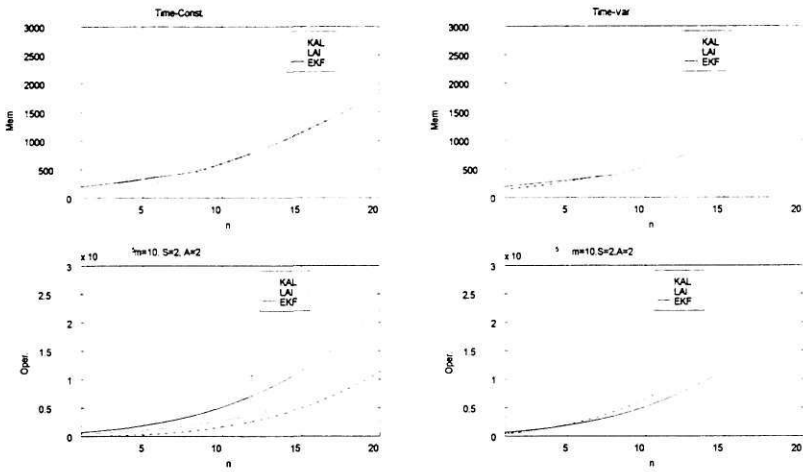 Time-Const.
3000
2500
2000
1500
1000
500
0
Mem
5
10
15
20
n
KAL
LAI
EKF
Time-Var
3000
2500
2000
1500
1000
500
0
Mem
5
10
15
20
n
KAL
LAI
EKF
x 10
5
m=10. S=2, A=2
3
2.5
2
1.5
1
0.5
0
Oper.
5
10
15
20
n
KAL
LAI
EKF
x 10
5
m=10.S=2,A=2
3
2.5
2
1.5
1
0.5
0
Oper.
5
10
15
20
n
KAL
LAI
EKF